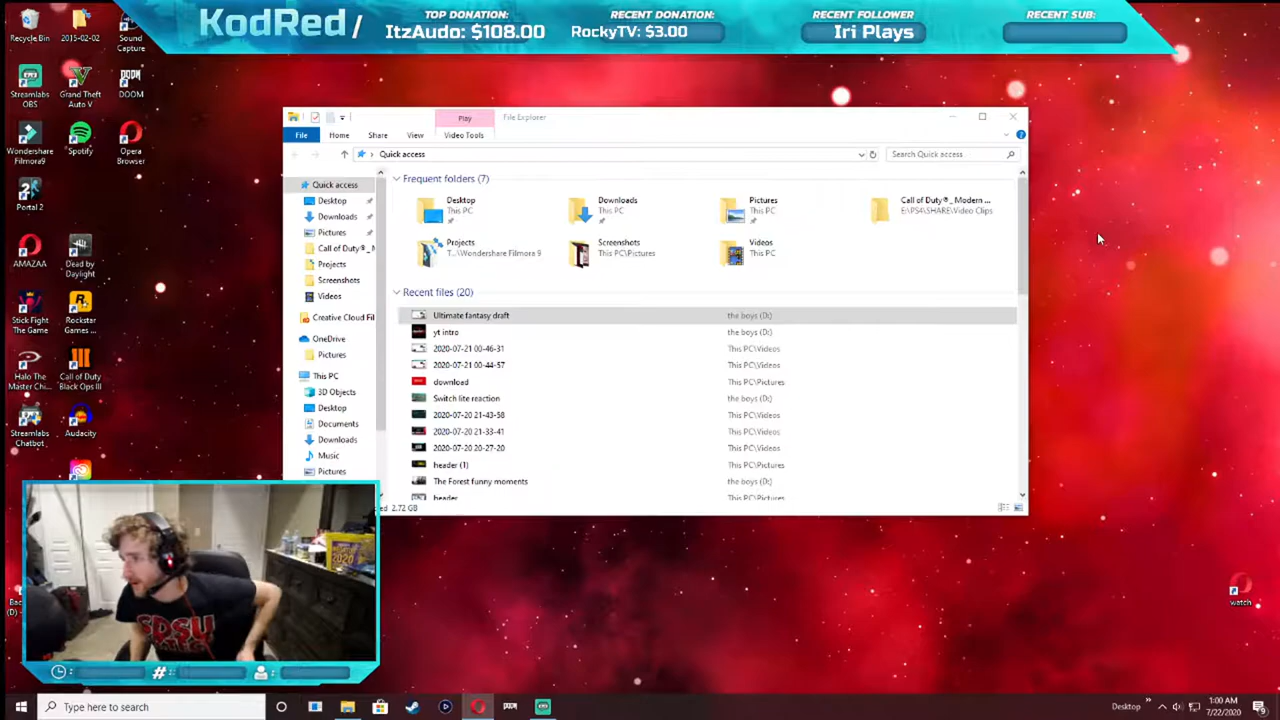 KodRed /
TOP DONATION:
ItzAudo: $108.00
RECENT DONATION:
RockyTV: $3.00
RECENT FOLLOWER
Iri Plays
RECENT SUB:
Recycle Bin
2015-02-02
Sound Capture
Streamlabs OBS
Grand Theft Auto V
DOOM
Wondershare Filmora9
Spotify
Opera Browser
Portal 2
AMAZAA
Dead by Daylight
Stick Fight The Game
Rockstar Games ...
Halo The Master Chi...
Call of Duty Black Ops III
Streamlabs Chatbot
Audacity
watch
Play
File Explorer
File
Home
Share
View
Video Tools
Quick access
Search Quick access
Quick access
Desktop
Downloads
Pictures
Call of Duty®_ M
Projects
Screenshots
Videos
Creative Cloud Fil
OneDrive
Pictures
This PC
3D Objects
Desktop
Documents
Downloads
Music
Pictures
Frequent folders (7)
Desktop
This PC
Downloads
This PC
Pictures
This PC
Call of Duty®_ Modern ...
E:\PS4\SHARE\Video Clips
Projects
T...\Wondershare Filmora 9
Screenshots
This PC\Pictures
Videos
This PC
Recent files (20)
Ultimate fantasy draft the boys (D:)
yt intro the boys (D:)
2020-07-21 00-46-31 This PC\Videos
2020-07-21 00-44-57 This PC\Videos
download This PC\Pictures
Switch lite reaction the boys (D:)
2020-07-20 21-43-58 This PC\Videos
2020-07-20 21-33-41 This PC\Videos
2020-07-20 20-27-20 This PC\Videos
header (1) This PC\Pictures
The Forest funny moments the boys (D:)
header This PC\Pictures
2.72 GB
SDSU
# :
Type here to search
Desktop
1:00 AM
7/22/2020